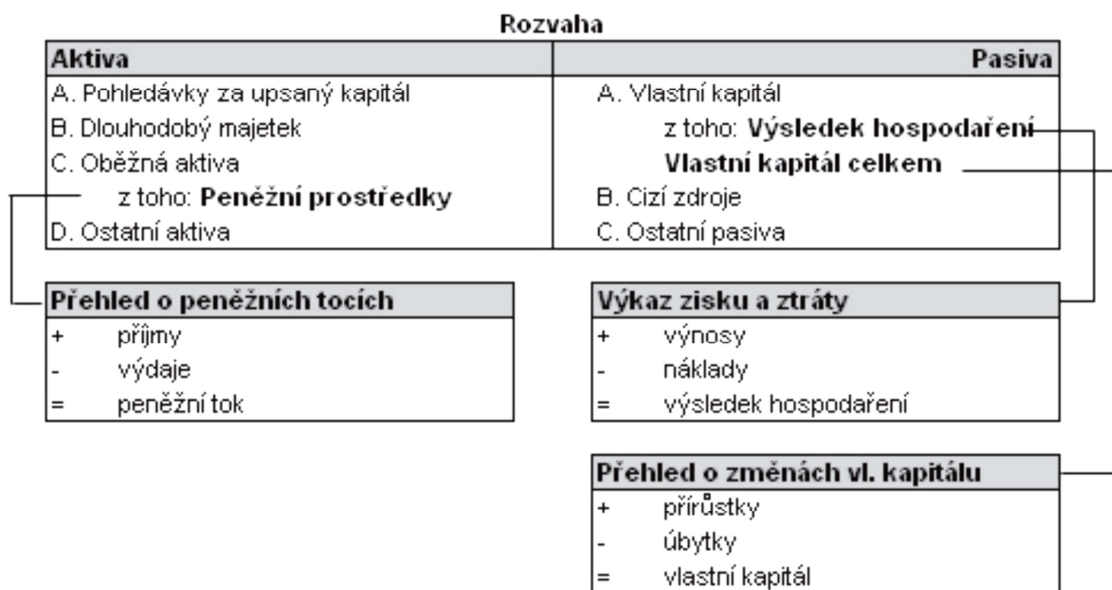 Rozvaha
Aktiva
Pasiva
A. Pohledávky za upsaný kapitál
B. Dlouhodobý majetek
C. Oběžná aktiva
z toho: Peněžní prostředky
D. Ostatní aktiva
A. Vlastní kapitál
z toho: Výsledek hospodaření
Vlastní kapitál celkem
B. Cizí zdroje
C. Ostatní pasiva
Přehled o peněžních tocích
+ příjmy
- výdaje
= peněžní tok
Výkaz zisku a ztráty
+ výnosy
- náklady
= výsledek hospodaření
Přehled o změnách vl. kapitálu
+ přírůstky
- úbytky
= vlastní kapitál